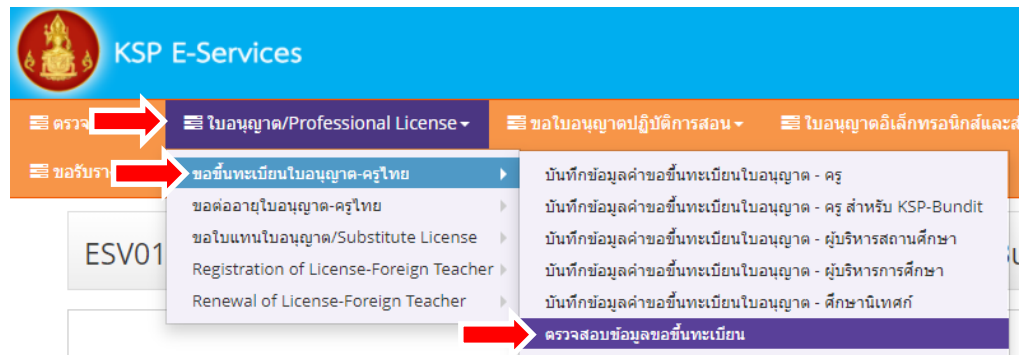 KSP E-Services
ตรวจ ใบอนุญาต/Professional License ขอใบอนุญาตปฏิบัติการสอน ใบอนุญาตอิเล็กทรอนิกส์และ
ขอรับรา ขอขึ้นทะเบียนใบอนุญาต-ครูไทย บันทึกข้อมูลคำขอขึ้นทะเบียนใบอนุญาต - ครู
ขอต่ออายุใบอนุญาต-ครูไทย บันทึกข้อมูลคำขอขึ้นทะเบียนใบอนุญาต - ครู สำหรับ KSP-Bundit
ESV01 ขอใบแทนใบอนุญาต/Substitute License บันทึกข้อมูลคำขอขึ้นทะเบียนใบอนุญาต - ผู้บริหารสถานศึกษา
Registration of License-Foreign Teacher บันทึกข้อมูลคำขอขึ้นทะเบียนใบอนุญาต - ผู้บริหารการศึกษา
Renewal of License-Foreign Teacher บันทึกข้อมูลคำขอขึ้นทะเบียนใบอนุญาต - ศึกษานิเทศก์
ตรวจสอบข้อมูลขอขึ้นทะเบียน